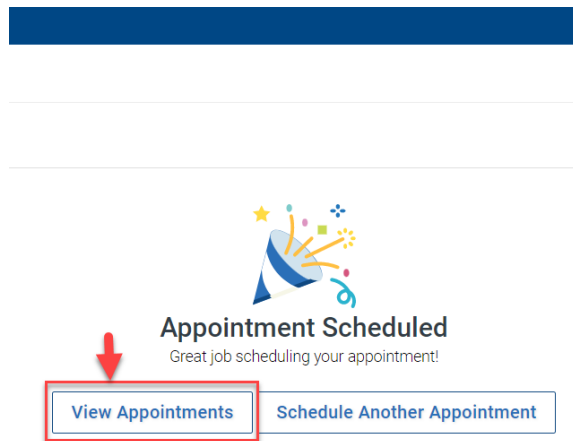 Appointment Scheduled
Great job scheduling your appointment!
View Appointments
Schedule Another Appointment